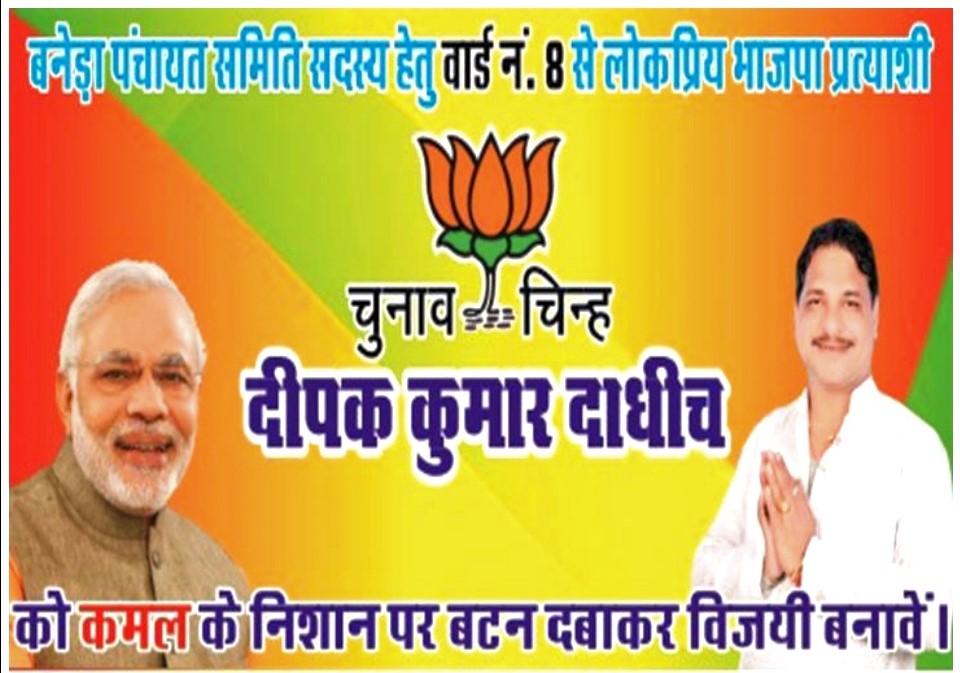 बनेड़ा पंचायत समिति सदस्य हेतु वार्ड नं. 8 से लोकप्रिय भाजपा प्रत्याशी
चुनाव चिन्ह
दीपक कुमार दाधीच
को कमल के निशान पर बटन दबाकर विजयी बनावें।